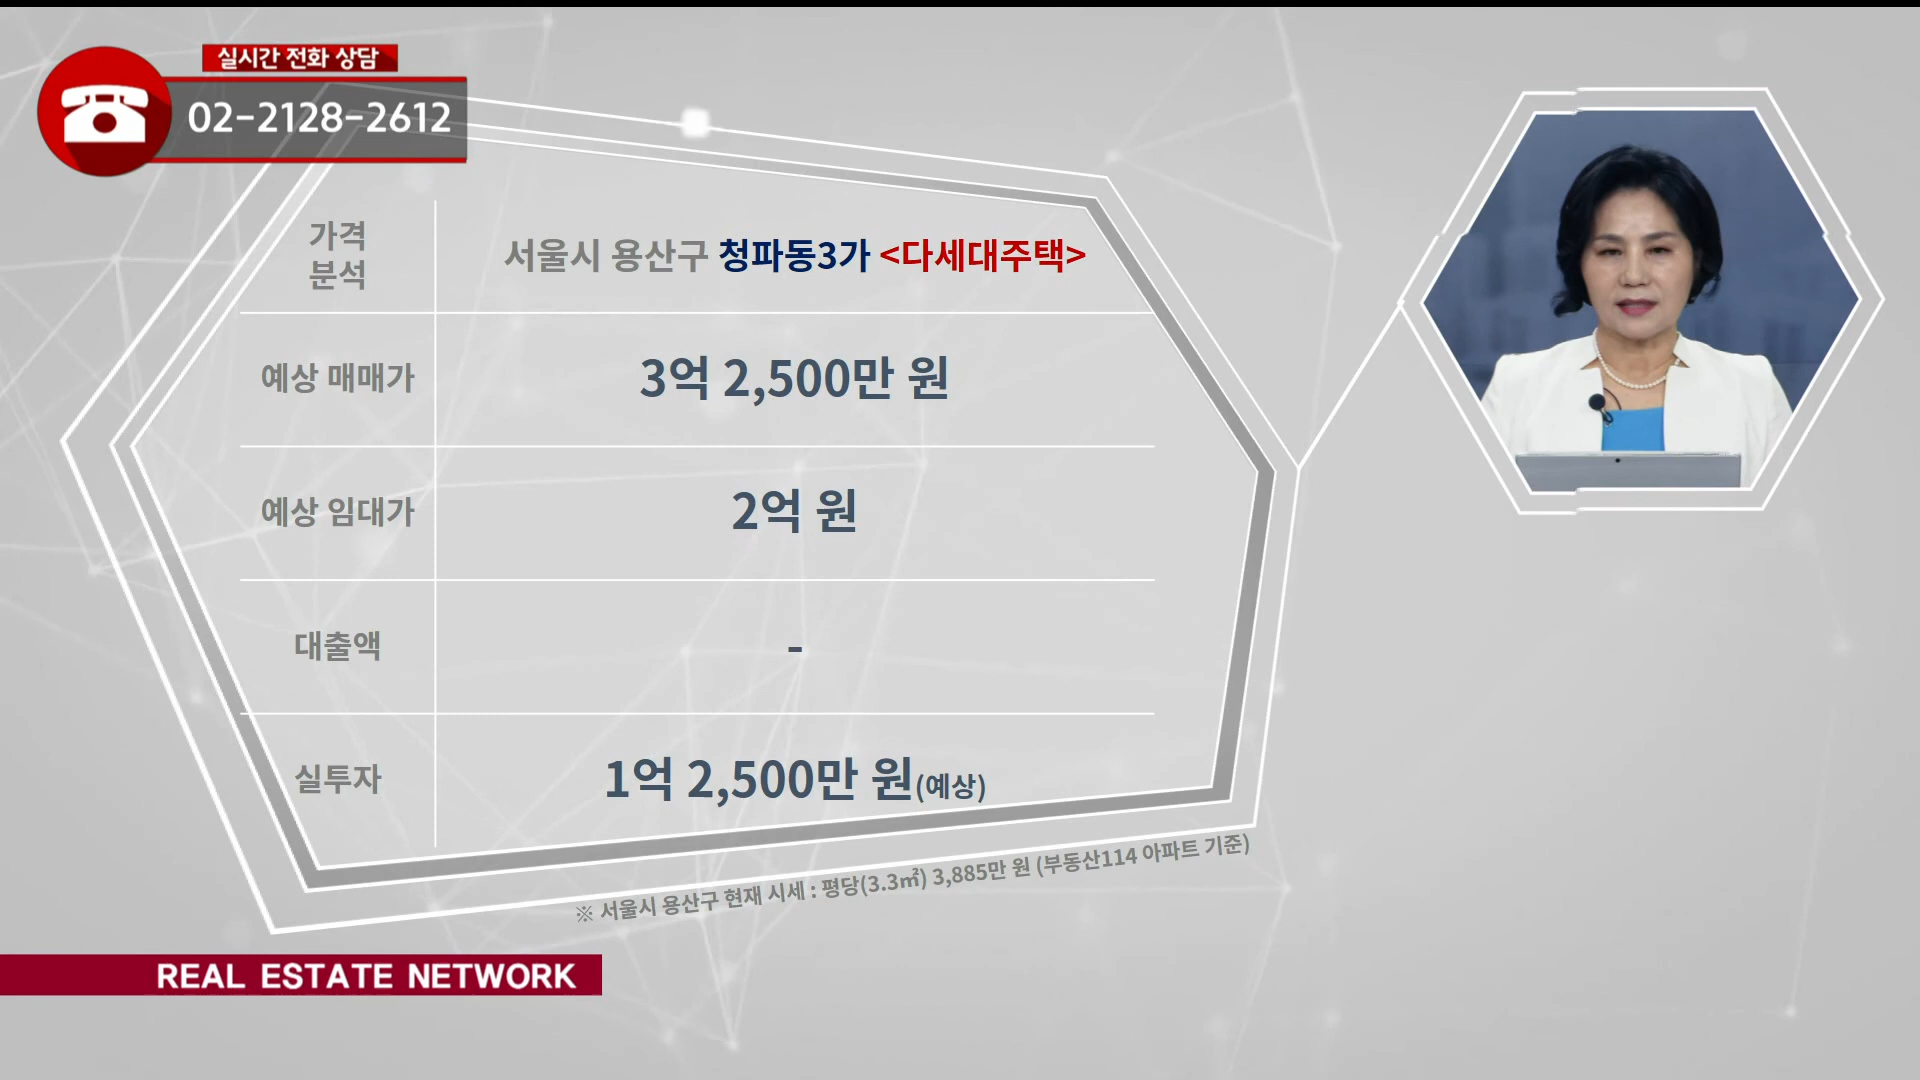 실시간 전화 상담
02-2128-2612
가격
분석
서울시 용산구 청파동3가 <다세대주택>
예상 매매가
3억 2,500만 원
예상 임대가
2억 원
대출액
-
실투자
1억 2,500만 원(예상)
※ 서울시 용산구 현재 시세 : 평당(3.3㎡) 3,885만 원 (부동산114 아파트 기준)
REAL ESTATE NETWORK